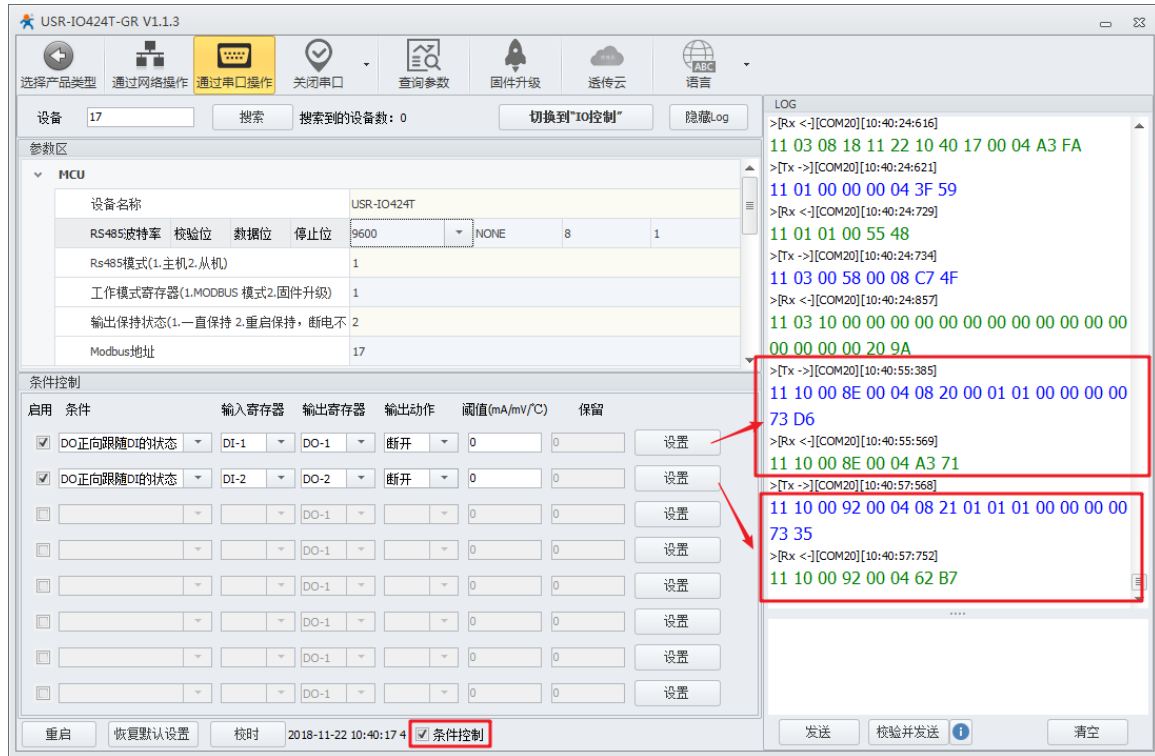 USR-IO424T-GR V1.1.3
选择产品类型 通过网络操作 通过串口操作 关闭串口 查询参数 固件升级 透传云 ABC 语言
设备 17 搜索 搜索到的设备数: 0 切换到"IO控制" 隐藏Log
参数区
MCU
设备名称 USR-IO424T
RS485波特率 校验位 数据位 停止位 9600 NONE 8 1
Rs485模式(1.主机2.从机) 1
工作模式寄存器(1.MODBUS 模式2.固件升级) 1
输出保持状态(1.一直保持 2.重启保持，断电不 2
Modbus地址 17
条件控制
启用 条件 输入寄存器 输出寄存器 输出动作 阈值(mA/mV/℃) 保留
DO正向跟随DI的状态 DI-1 DO-1 断开 0 0 设置
DO正向跟随DI的状态 DI-2 DO-2 断开 0 0 设置
DO-1 0 0 设置
DO-1 0 0 设置
DO-1 0 0 设置
DO-1 0 0 设置
DO-1 0 0 设置
DO-1 0 0 设置
重启 恢复默认设置 校时 2018-11-22 10:40:17 4 条件控制
LOG
>[Rx <-][COM20][10:40:24:616]
11 03 08 18 11 22 10 40 17 00 04 A3 FA
>[Tx ->][COM20][10:40:24:621]
11 01 00 00 00 04 3F 59
>[Rx <-][COM20][10:40:24:729]
11 01 01 00 55 48
>[Tx ->][COM20][10:40:24:734]
11 03 00 58 00 08 C7 4F
>[Rx <-][COM20][10:40:24:857]
11 03 10 00 00 00 00 00 00 00 00 00 00 00 00
00 00 00 00 20 9A
>[Tx ->][COM20][10:40:55:385]
11 10 00 8E 00 04 08 20 00 01 01 00 00 00 00
73 D6
>[Rx <-][COM20][10:40:55:569]
11 10 00 8E 00 04 A3 71
>[Tx ->][COM20][10:40:57:568]
11 10 00 92 00 04 08 21 01 01 01 00 00 00 00
73 35
>[Rx <-][COM20][10:40:57:752]
11 10 00 92 00 04 62 B7
发送 校验并发送 清空